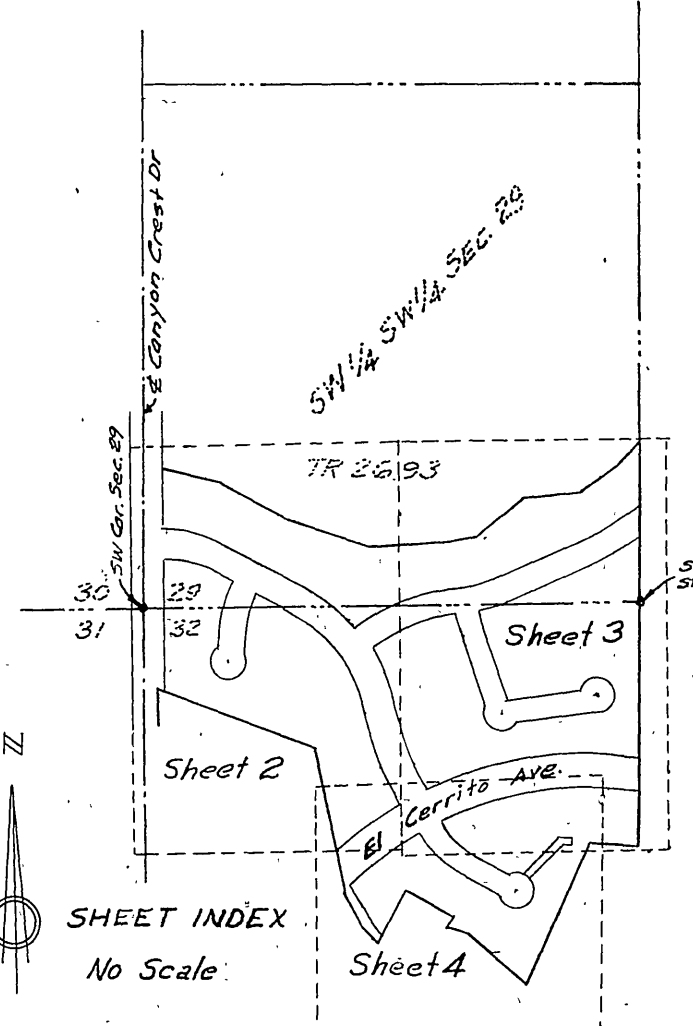 ℄ Canyon Crest Dr
SW 1/4 SW 1/4 SEC. 29
SW Cor. Sec. 29
TR 2693
30 29
31 32
Sheet 3
Sheet 2
El Cerrito Ave.
N
SHEET INDEX
No Scale
Sheet 4